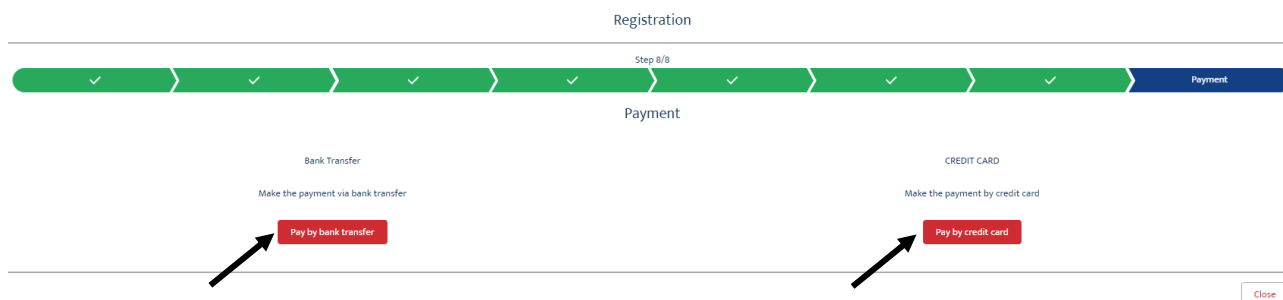 Registration
Step 8/8
Payment
Payment
Bank Transfer
CREDIT CARD
Make the payment via bank transfer
Make the payment by credit card
Pay by bank transfer
Pay by credit card
Close